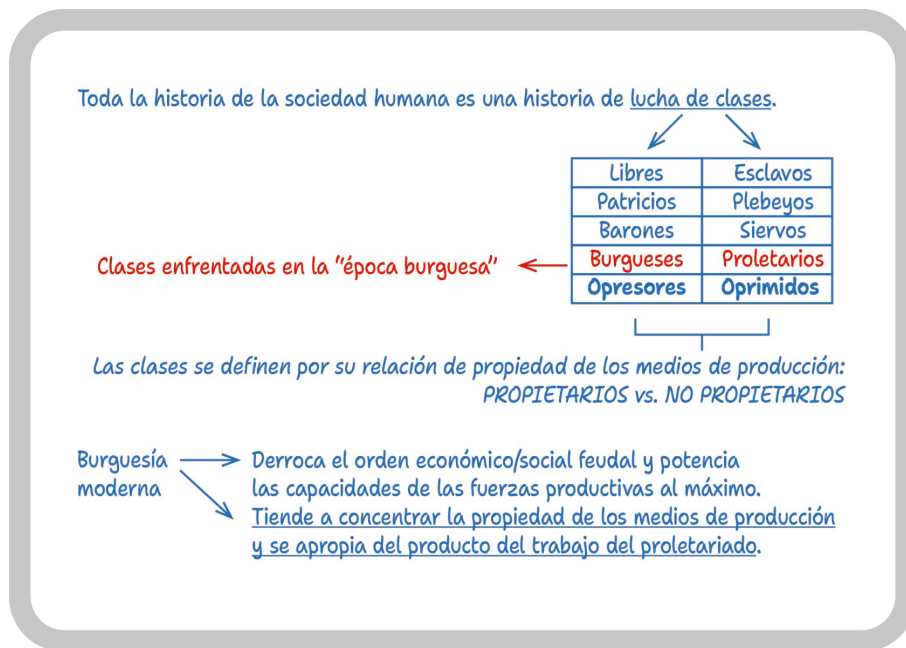 Toda la historia de la sociedad humana es una historia de lucha de clases.
Libres Esclavos
Patricios Plebeyos
Barones Siervos
Clases enfrentadas en la "época burguesa" Burgueses Proletarios
Opresores Oprimidos
Las clases se definen por su relación de propiedad de los medios de producción:
PROPIETARIOS vs. NO PROPIETARIOS
Burguesía
moderna
Derroca el orden económico/social feudal y potencia
las capacidades de las fuerzas productivas al máximo.
Tiende a concentrar la propiedad de los medios de producción
y se apropia del producto del trabajo del proletariado.